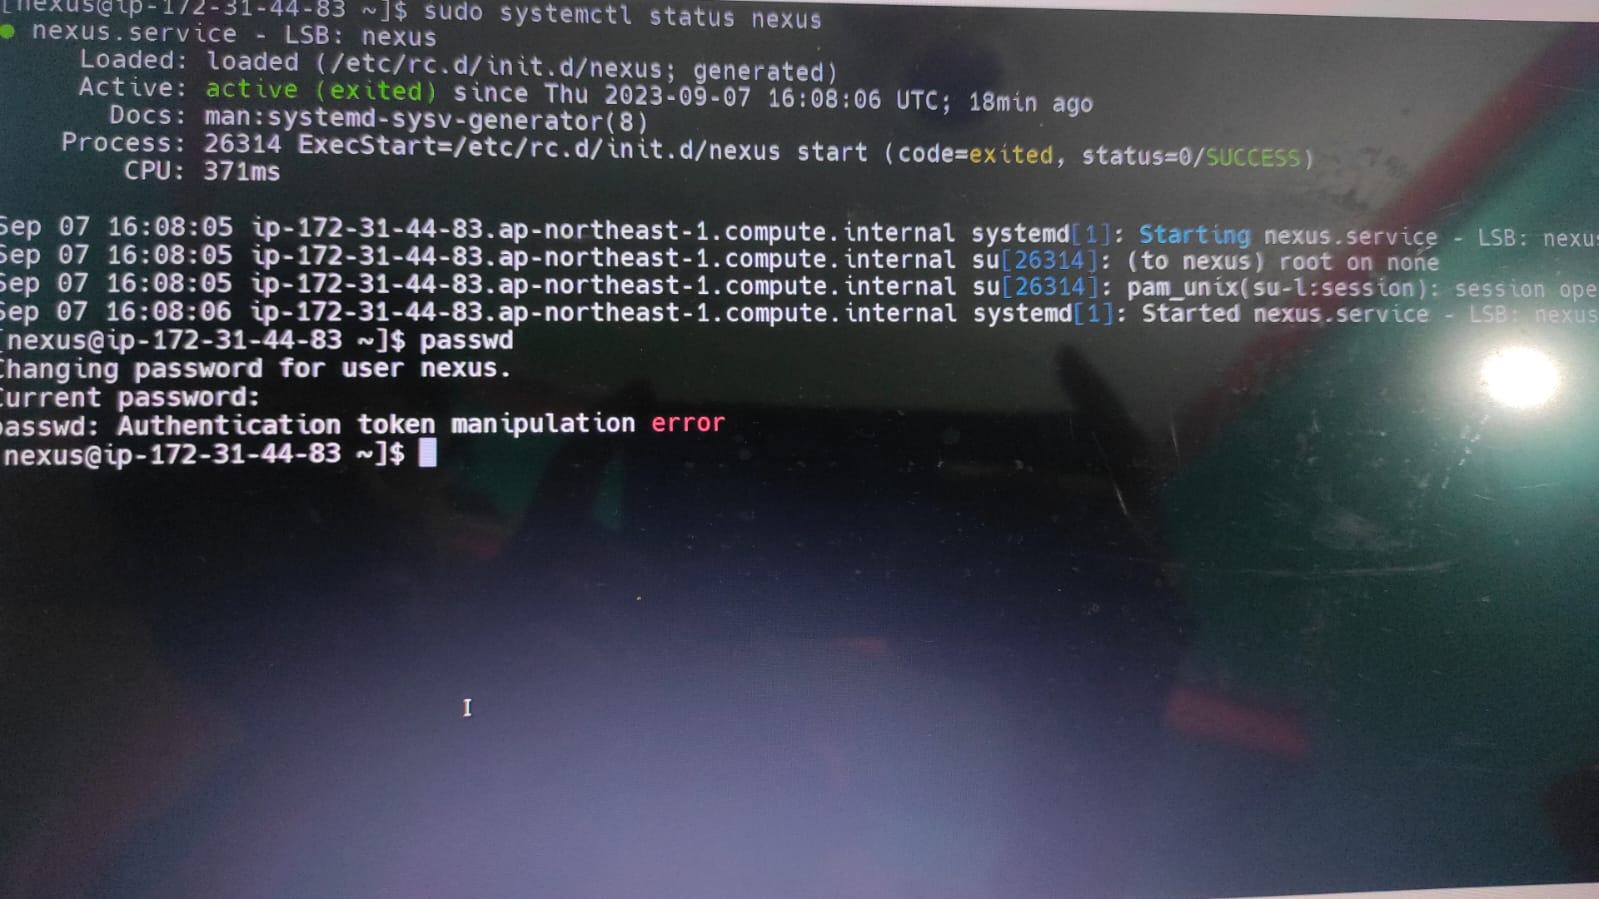 [nexus@ip-172-31-44-83 ~]$ sudo systemctl status nexus
● nexus.service - LSB: nexus
Loaded: loaded (/etc/rc.d/init.d/nexus; generated)
Active: active (exited) since Thu 2023-09-07 16:08:06 UTC; 18min ago
Docs: man:systemd-sysv-generator(8)
Process: 26314 ExecStart=/etc/rc.d/init.d/nexus start (code=exited, status=0/SUCCESS)
CPU: 371ms
Sep 07 16:08:05 ip-172-31-44-83.ap-northeast-1.compute.internal systemd[1]: Starting nexus.service - LSB: nexus
Sep 07 16:08:05 ip-172-31-44-83.ap-northeast-1.compute.internal su[26314]: (to nexus) root on none
Sep 07 16:08:05 ip-172-31-44-83.ap-northeast-1.compute.internal su[26314]: pam_unix(su-l:session): session ope
Sep 07 16:08:06 ip-172-31-44-83.ap-northeast-1.compute.internal systemd[1]: Started nexus.service - LSB: nexus
[nexus@ip-172-31-44-83 ~]$ passwd
Changing password for user nexus.
Current password:
passwd: Authentication token manipulation error
nexus@ip-172-31-44-83 ~]$